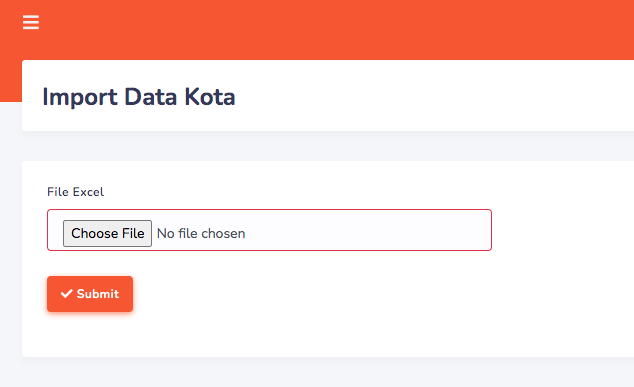 Import Data Kota
File Excel
Choose File No file chosen
Submit